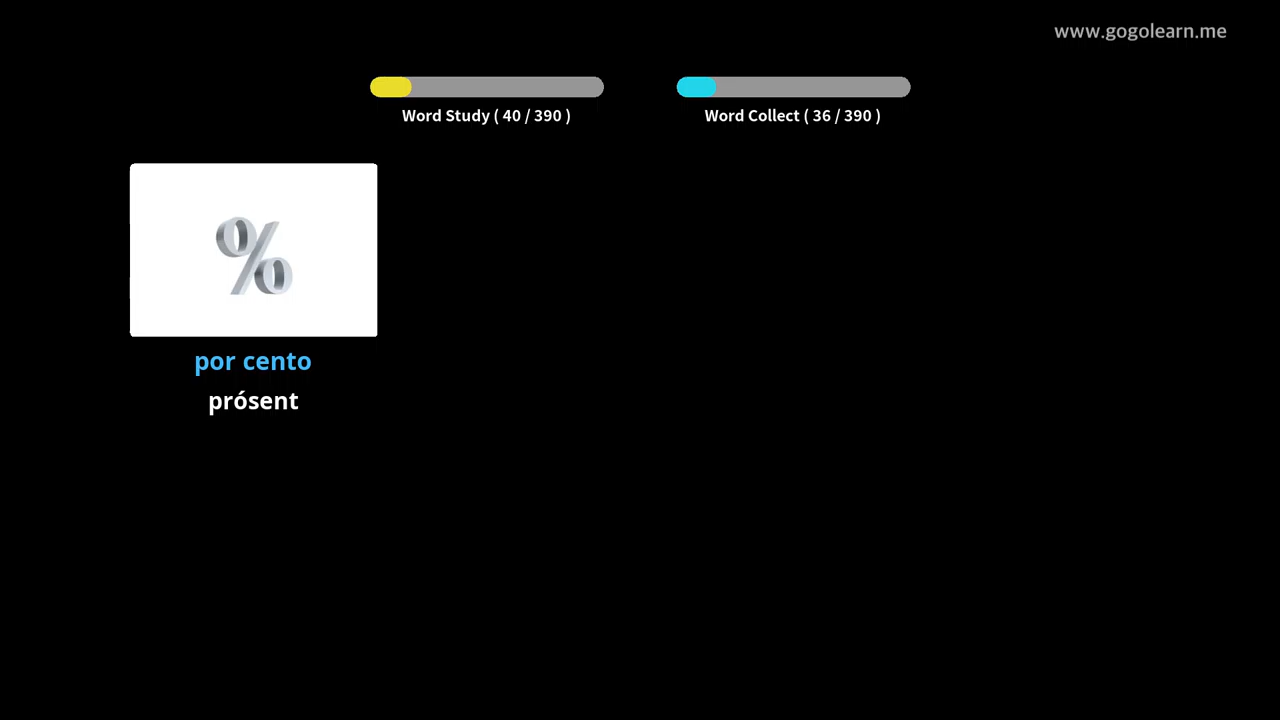 www.gogolearn.me
Word Study ( 40 / 390 )
Word Collect ( 36 / 390 )
%
por cento
prósent